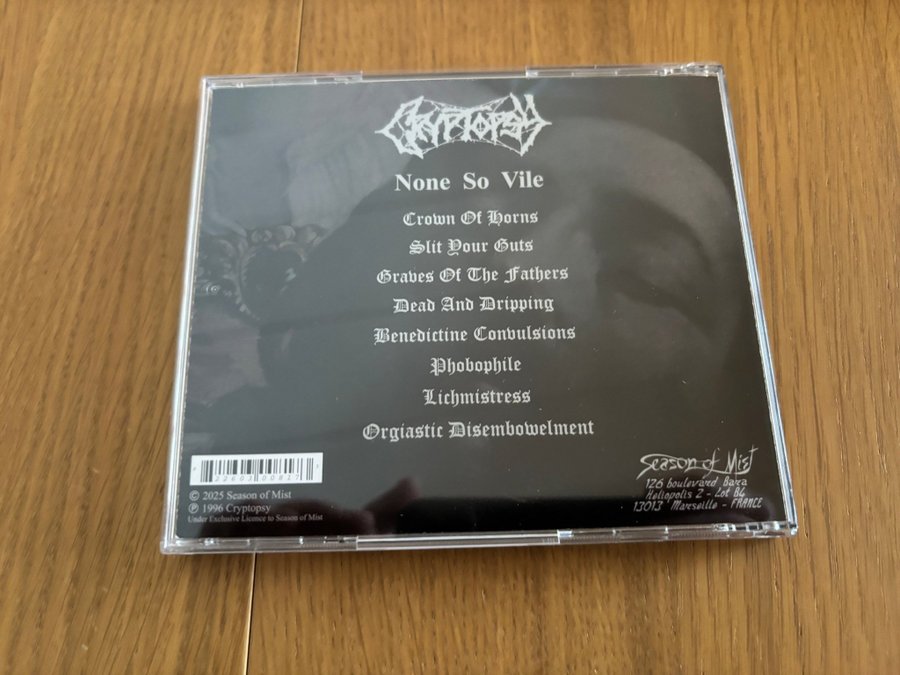 Cryptopsy
None So Vile
Crown Of Horns
Slit Your Guts
Graves Of The Fathers
Dead And Dripping
Benedictine Convulsions
Phobophile
Lichmistress
Orgiastic Disembowelment
© 2025 Season of Mist
℗ 1996 Cryptopsy
Under Exclusive Licence to Season of Mist
Season of Mist
126 boulevard Bara
Heliopolis 2 - Lot B6
13013 Marseille - FRANCE